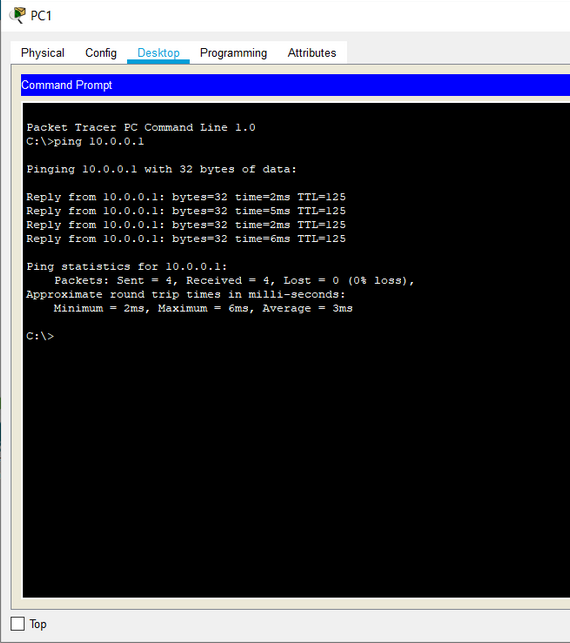 PC1
Physical Config Desktop Programming Attributes
Command Prompt
Packet Tracer PC Command Line 1.0
C:\>ping 10.0.0.1
Pinging 10.0.0.1 with 32 bytes of data:
Reply from 10.0.0.1: bytes=32 time=2ms TTL=125
Reply from 10.0.0.1: bytes=32 time=5ms TTL=125
Reply from 10.0.0.1: bytes=32 time=2ms TTL=125
Reply from 10.0.0.1: bytes=32 time=6ms TTL=125
Ping statistics for 10.0.0.1:
Packets: Sent = 4, Received = 4, Lost = 0 (0% loss),
Approximate round trip times in milli-seconds:
Minimum = 2ms, Maximum = 6ms, Average = 3ms
C:\>
Top